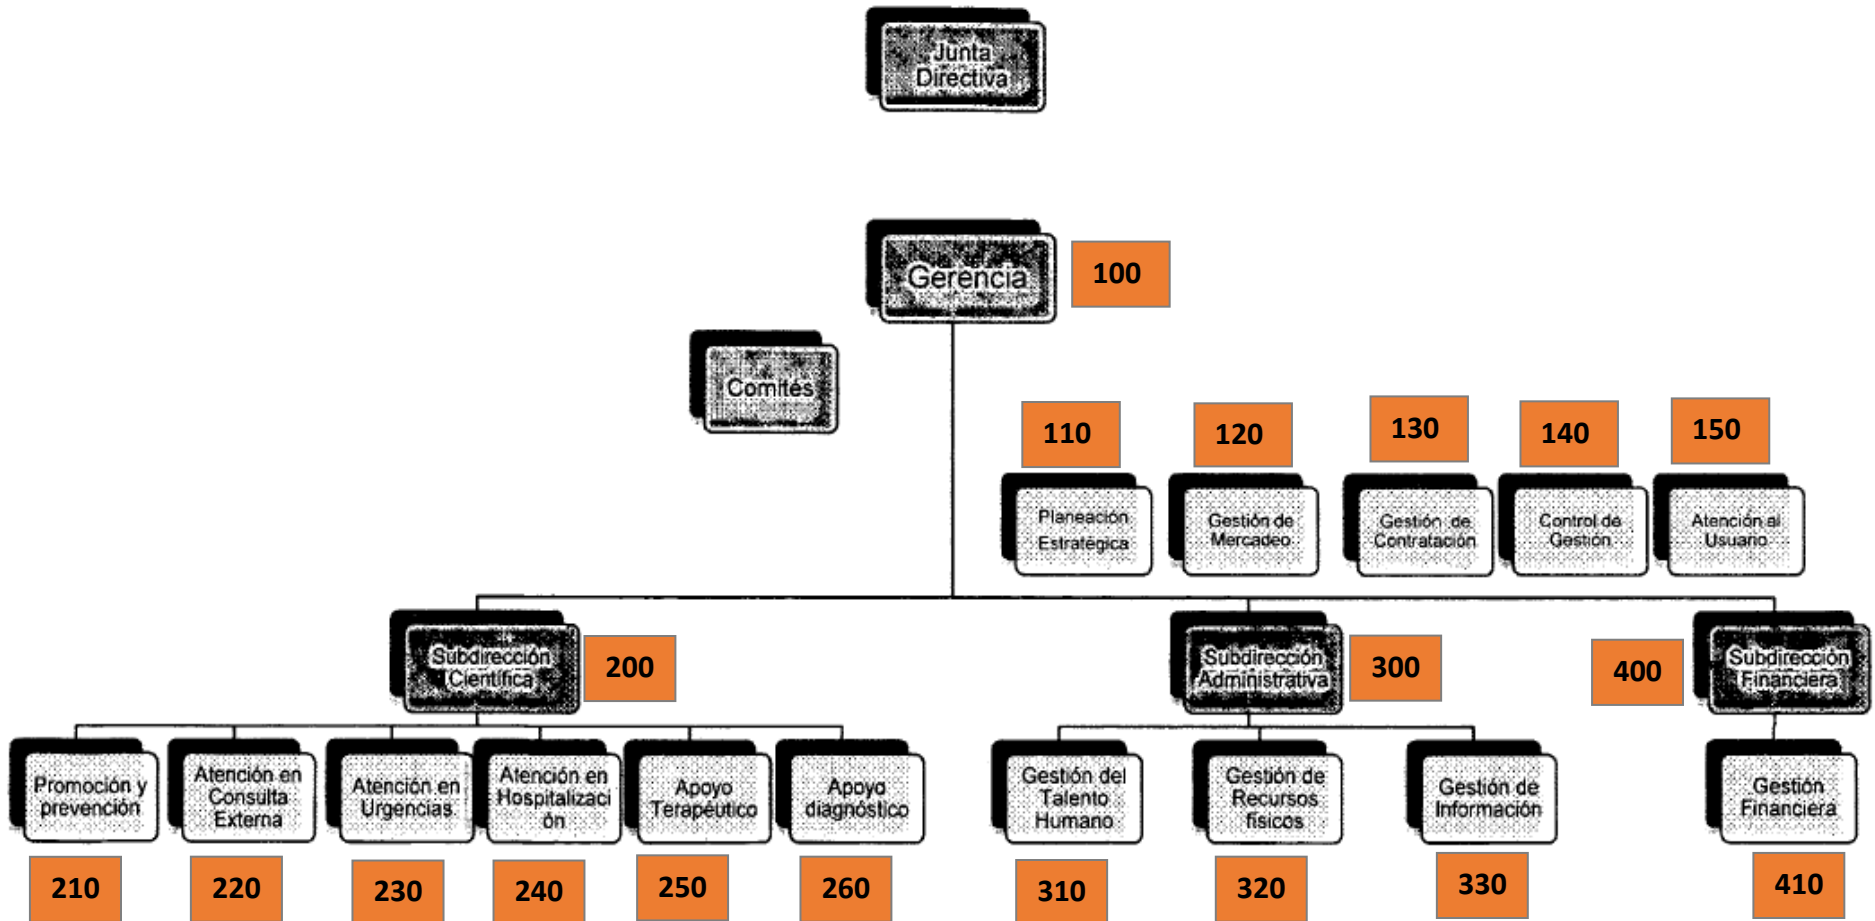 Junta
Directiva
Gerencia
100
Comités
110
120
130
140
150
Planeación
Estratégica
Gestión de
Mercadeo
Gestión de
Contratación
Control de
Gestión
Atención al
Usuario
Subdirección
Científica
200
Subdirección
Administrativa
300
400
Subdirección
Financiera
Promoción y
prevención
Atención en
Consulta
Externa
Atención en
Urgencias
Atención en
Hospitalizaci
ón
Apoyo
Terapéutico
Apoyo
diagnóstico
Gestión del
Talento
Humano
Gestión de
Recursos
físicos
Gestión de
Información
Gestión
Financiera
210
220
230
240
250
260
310
320
330
410